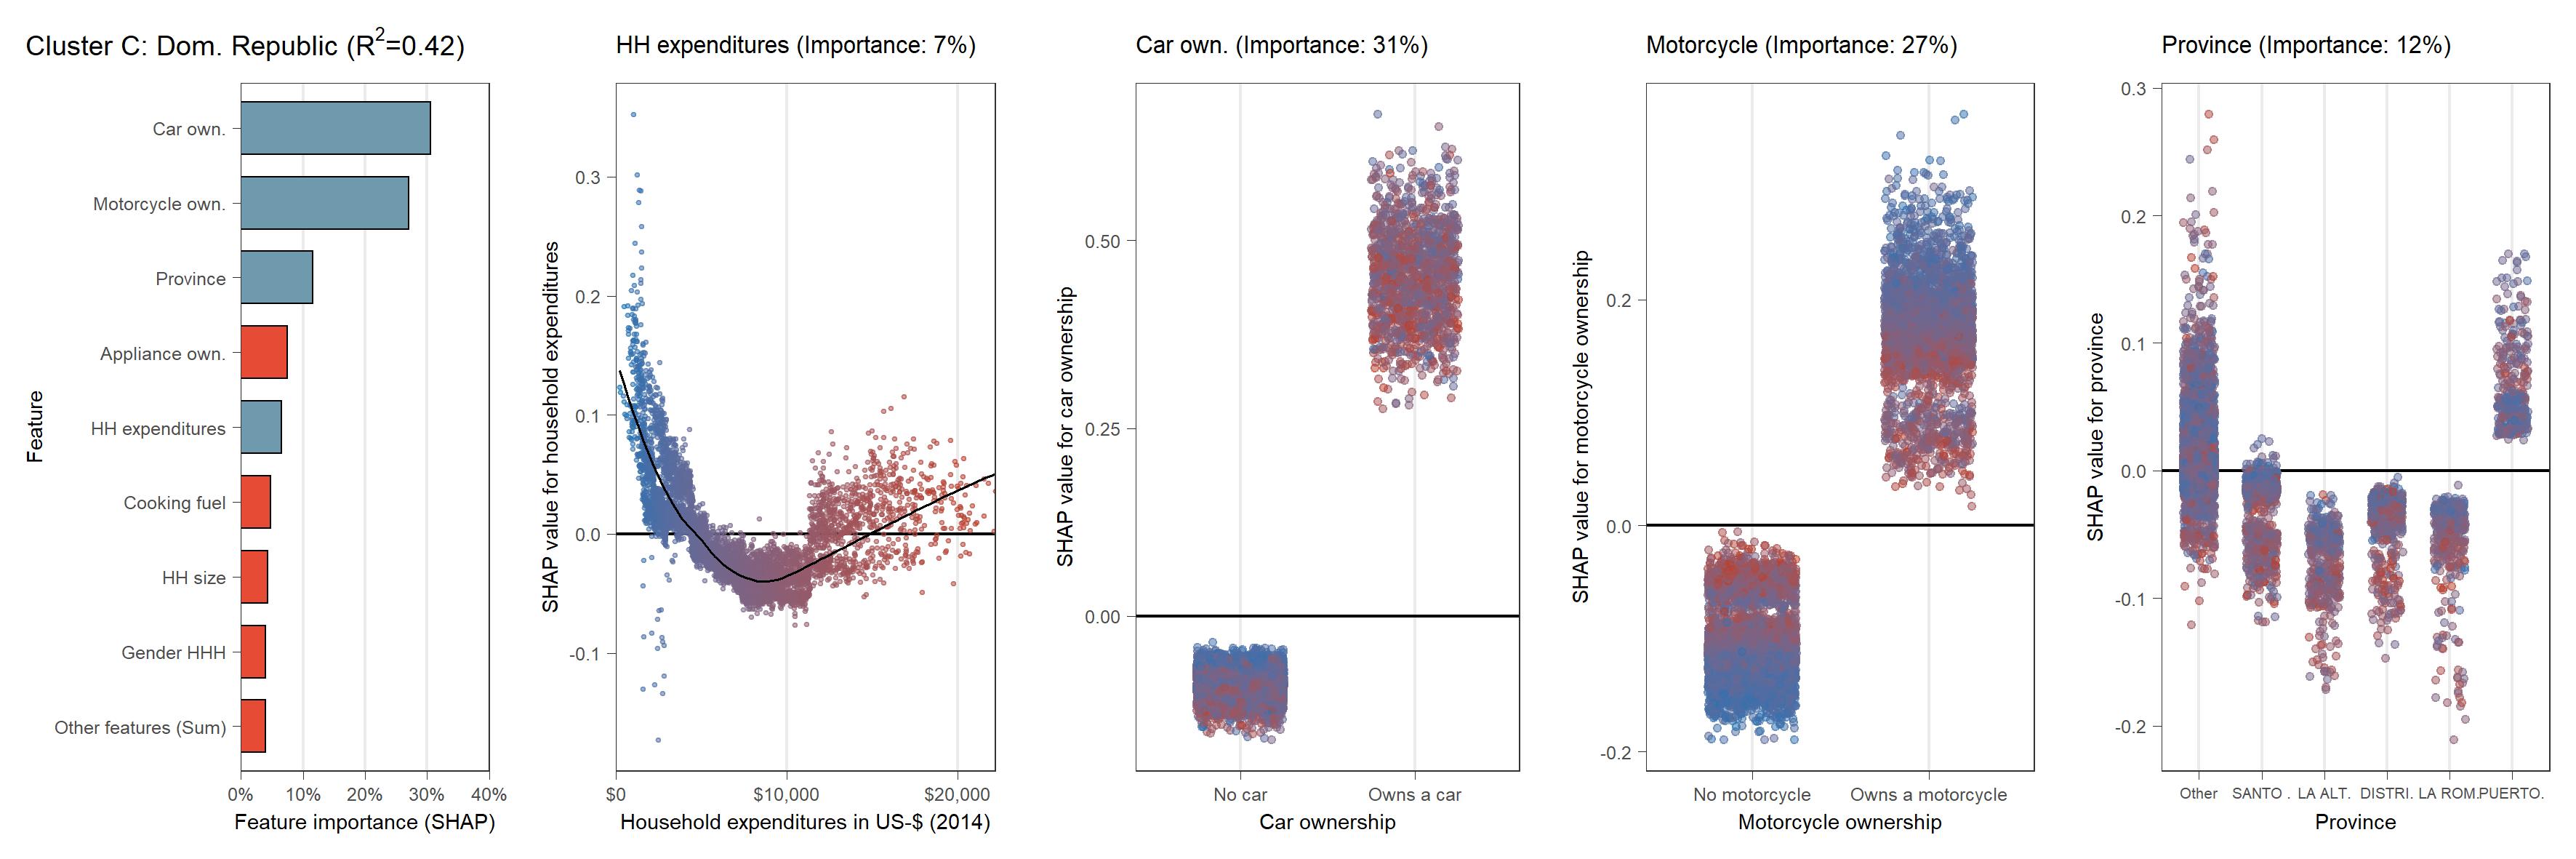 Cluster C: Dom. Republic (R2=0.42)
Feature
Car own.
Motorcycle own.
Province
Appliance own.
HH expenditures
Cooking fuel
HH size
Gender HHH
Other features (Sum)
0% 10% 20% 30% 40%
Feature importance (SHAP)
HH expenditures (Importance: 7%)
SHAP value for household expenditures
0.3
0.2
0.1
0.0
-0.1
$0 $10,000 $20,000
Household expenditures in US-$ (2014)
Car own. (Importance: 31%)
SHAP value for car ownership
0.50
0.25
0.00
No car Owns a car
Car ownership
Motorcycle (Importance: 27%)
SHAP value for motorcycle ownership
0.2
0.0
-0.2
No motorcycle Owns a motorcycle
Motorcycle ownership
Province (Importance: 12%)
SHAP value for province
0.3
0.2
0.1
0.0
-0.1
-0.2
Other SANTO . LA ALT. DISTRI. LA ROM. PUERTO.
Province